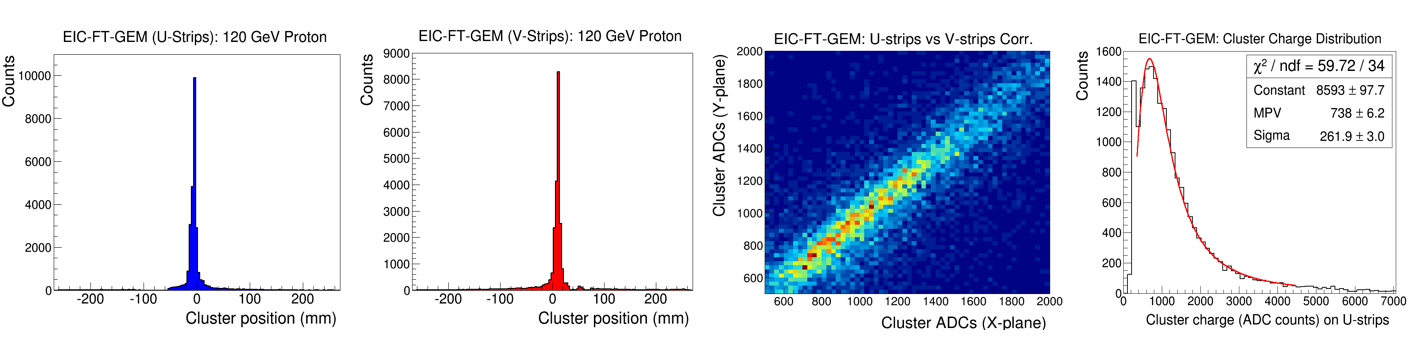 EIC-FT-GEM (U-Strips): 120 GeV Proton
Counts
10000
8000
6000
4000
2000
0
-200 -100 0 100 200
Cluster position (mm)
EIC-FT-GEM (V-Strips): 120 GeV Proton
Counts
9000
8000
7000
6000
5000
4000
3000
2000
1000
0
-200 -100 0 100 200
Cluster position (mm)
EIC-FT-GEM: U-strips vs V-strips Corr.
Cluster ADCs (Y-plane)
2000
1800
1600
1400
1200
1000
800
600
600 800 1000 1200 1400 1600 1800 2000
Cluster ADCs (X-plane)
EIC-FT-GEM: Cluster Charge Distribution
Counts
1600
1400
1200
1000
800
600
400
200
0
χ² / ndf = 59.72 / 34
Constant 8593 ± 97.7
MPV 738 ± 6.2
Sigma 261.9 ± 3.0
0 1000 2000 3000 4000 5000 6000 7000
Cluster charge (ADC counts) on U-strips